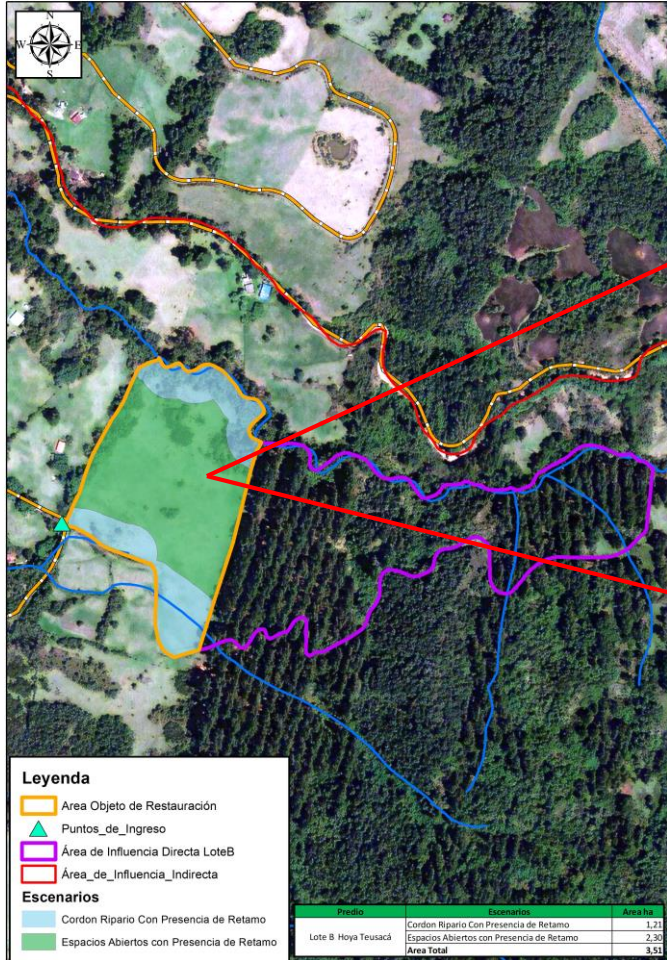 N
W E
S
Leyenda
Area Objeto de Restauración
Puntos_de_Ingreso
Área de Influencia Directa LoteB
Área_de_Influencia_Indirecta
Escenarios
Cordon Ripario Con Presencia de Retamo
Espacios Abiertos con Presencia de Retamo
Predio Escenarios Area ha
Lote B Hoya Teusacá
Cordon Ripario Con Presencia de Retamo 1,21
Espacios Abiertos con Presencia de Retamo 2,30
Area Total 3,51